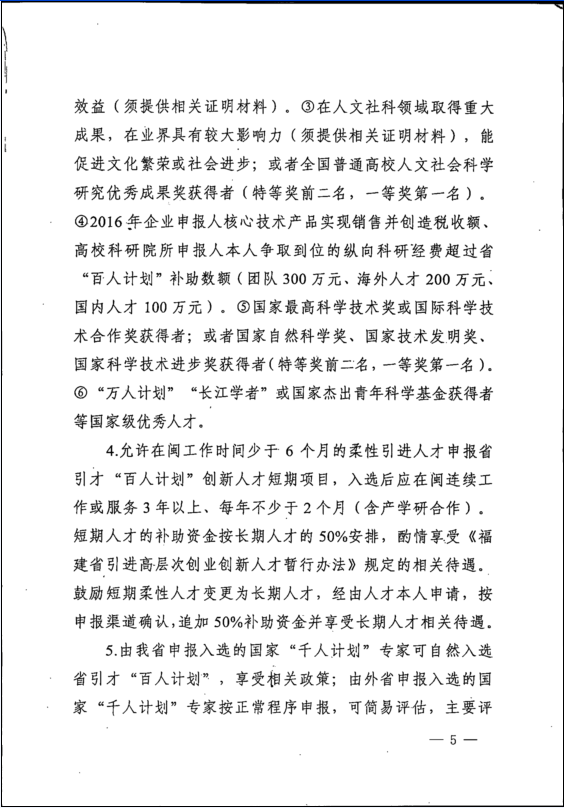 效益（须提供相关证明材料）。③在人文社科领域取得重大
成果，在业界具有较大影响力（须提供相关证明材料），能
促进文化繁荣或社会进步；或者全国普通高校人文社会科学
研究优秀成果奖获得者（特等奖前二名，一等奖第一名）。
④2016 年企业申报人核心技术产品实现销售并创造税收额、
高校科研院所申报人本人争取到位的纵向科研经费超过省
“百人计划”补助数额（团队 300 万元、海外人才 200 万元、
国内人才 100 万元）。⑤国家最高科学技术奖或国际科学技
术合作奖获得者；或者国家自然科学奖、国家技术发明奖、
国家科学技术进步奖获得者（特等奖前二名，一等奖第一名）。
⑥“万人计划”“长江学者”或国家杰出青年科学基金获得者
等国家级优秀人才。
4.允许在闽工作时间少于 6 个月的柔性引进人才申报省
引才“百人计划”创新人才短期项目，入选后应在闽连续工
作或服务 3 年以上、每年不少于 2 个月（含产学研合作）。
短期人才的补助资金按长期人才的 50%安排，酌情享受《福
建省引进高层次创业创新人才暂行办法》规定的相关待遇。
鼓励短期柔性人才变更为长期人才，经由人才本人申请，按
申报渠道确认，追加 50%补助资金并享受长期人才相关待遇。
5.由我省申报入选的国家“千人计划”专家可自然入选
省引才“百人计划”，享受相关政策；由外省申报入选的国
家“千人计划”专家按正常程序申报，可简易评估，主要评
— 5 —